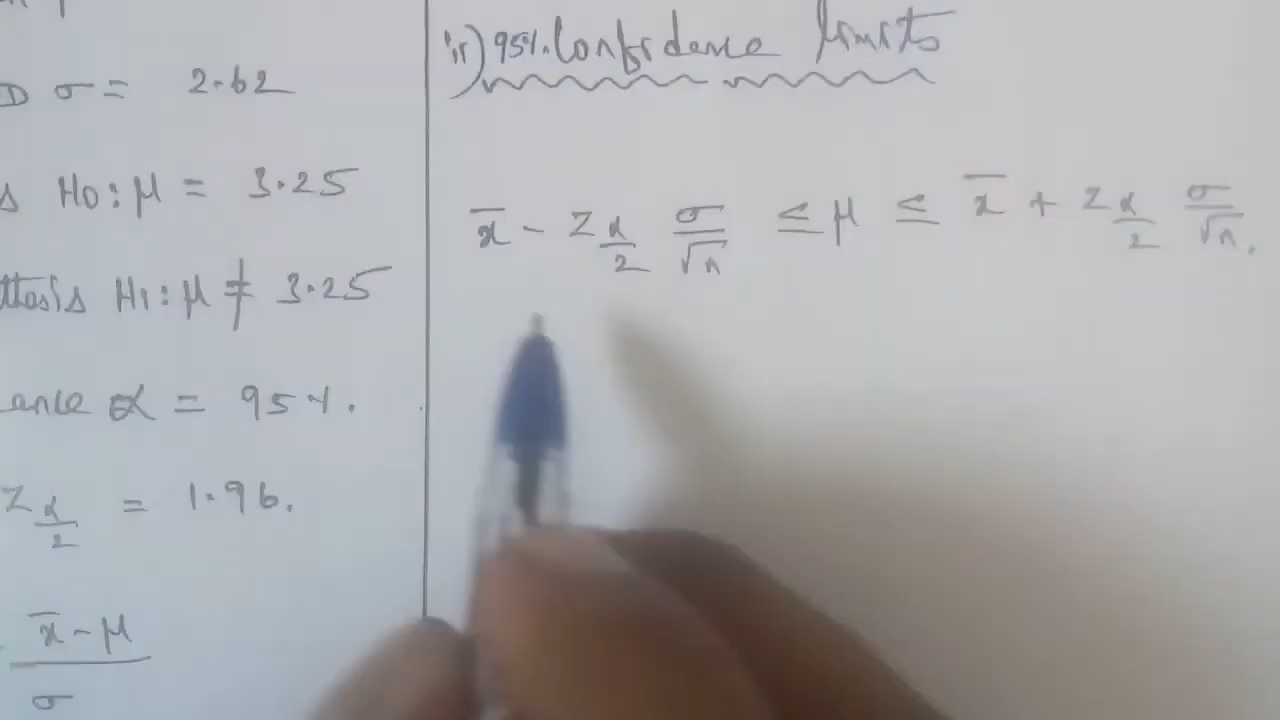 σ = 2.62
H0 : μ = 3.25
H1 : μ ≠ 3.25
ance α = 95%.
Zα/2 = 1.96.
x̄ - μ
σ
ii) 95% Confidence limits
x̄ - Zα/2 σ/√n ≤ μ ≤ x̄ + Zα/2 σ/√n.